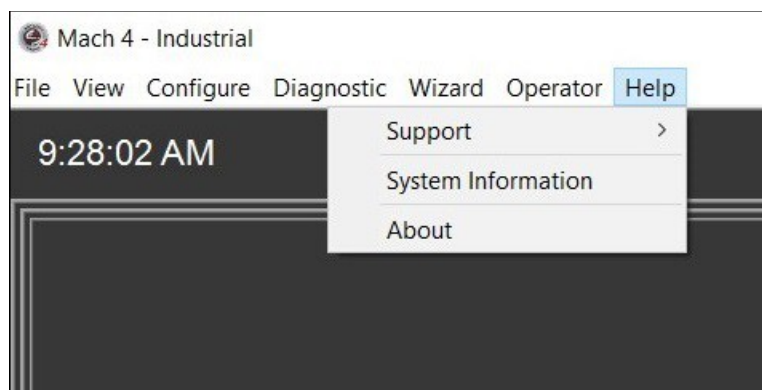 Mach 4 - Industrial
File View Configure Diagnostic Wizard Operator Help
9:28:02 AM
Support
System Information
About